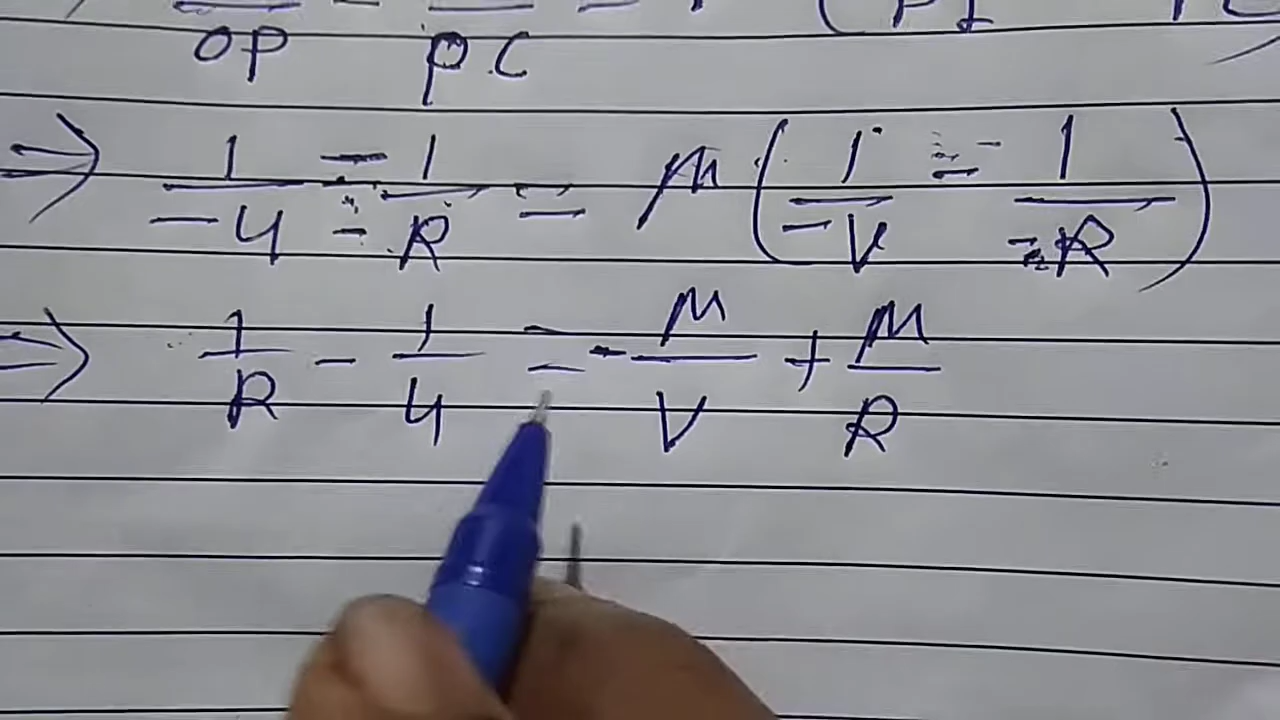 OP PC
⇒ 1/-u - 1/-R = μ(1/-V - 1/-R)
⇒ 1/R - 1/u = -μ/V + μ/R